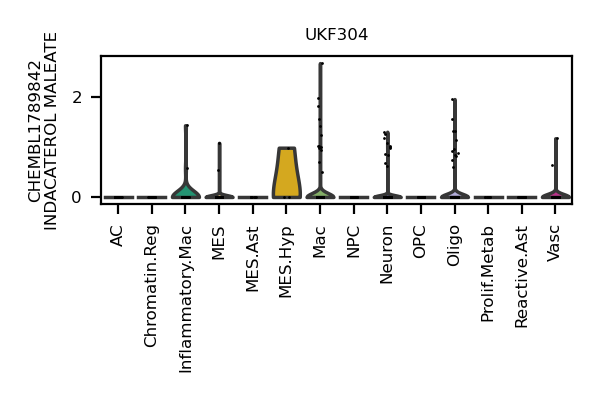 UKF304
CHEMBL1789842
INDACATEROL MALEATE
2
0
AC
Chromatin.Reg
Inflammatory.Mac
MES
MES.Ast
MES.Hyp
Mac
NPC
Neuron
OPC
Oligo
Prolif.Metab
Reactive.Ast
Vasc